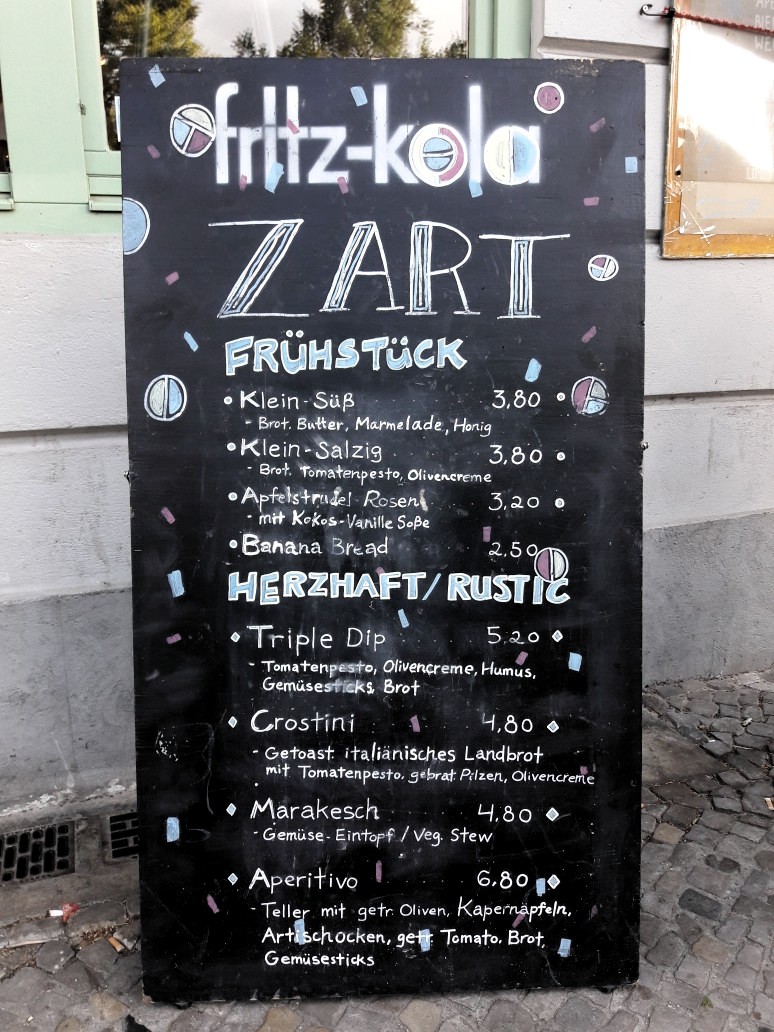 fritz-kola
ZART
FRÜHSTÜCK
• Klein-Süß 3,80
- Brot. Butter, Marmelade, Honig
• Klein-Salzig 3,80
- Brot. Tomatenpesto, Olivencreme
• Apfelstrudel Rosen 3,20
- mit Kokos-Vanille Soße
• Banana Bread 2,50
HERZHAFT/RUSTIC
Triple Dip 5.20
- Tomatenpesto, Olivencreme, Humus,
Gemüsesticks, Brot
Crostini 4,80
- Getoast. italiänisches Landbrot
mit Tomatenpesto. gebrat. Pilzen, Olivencreme
Marakesch 4,80
- Gemüse-Eintopf / Veg. Stew
Aperitivo 6,80
- Teller mit getr. Oliven, Kapernäpfeln,
Artischocken, getr. Tomato. Brot,
Gemüsesticks